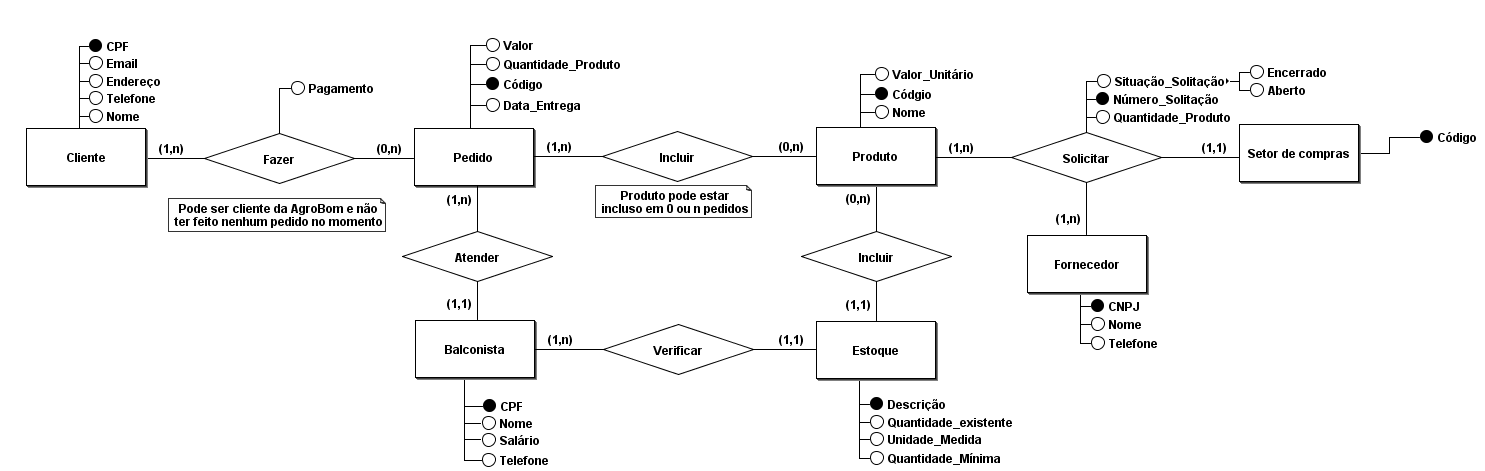 CPF
Email
Endereço
Telefone
Nome
Cliente
(1,n)
Pagamento
Fazer
(0,n)
Pode ser cliente da AgroBom e não
ter feito nenhum pedido no momento
Valor
Quantidade_Produto
Código
Data_Entrega
Pedido
(1,n)
Incluir
(0,n)
Produto pode estar
incluso em 0 ou n pedidos
Valor_Unitário
Códgio
Nome
Produto
(1,n)
Situação_Solitação
Encerrado
Aberto
Número_Solitação
Quantidade_Produto
Solicitar
(1,1)
Setor de compras
Código
(1,n)
Fornecedor
CNPJ
Nome
Telefone
(1,n)
Atender
(1,1)
Balconista
CPF
Nome
Salário
Telefone
(1,n)
Verificar
(1,1)
(0,n)
Incluir
(1,1)
Estoque
Descrição
Quantidade_existente
Unidade_Medida
Quantidade_Mínima